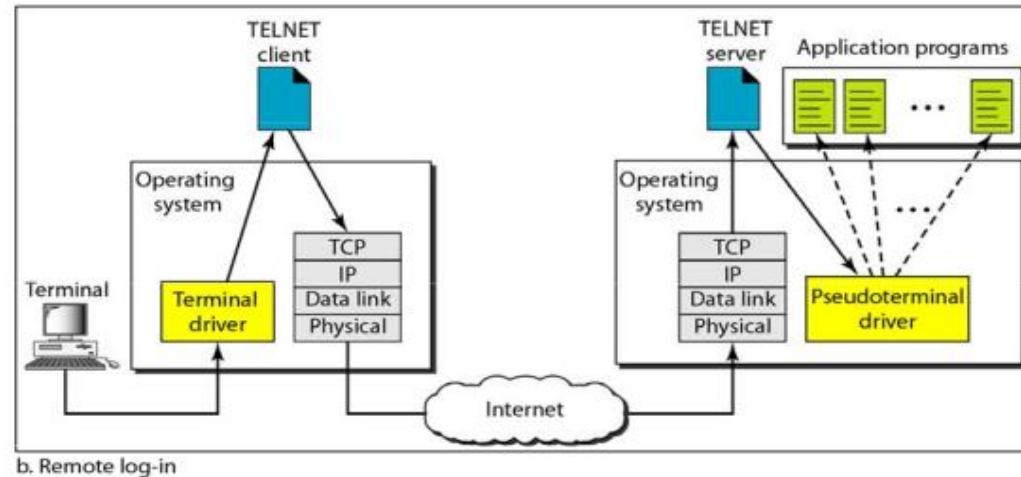 TELNET
client
TELNET
server
Application programs
...
Operating
system
TCP
IP
Data link
Physical
Terminal
Terminal
driver
Operating
system
...
TCP
IP
Data link
Physical
Pseudoterminal
driver
Internet
b. Remote log-in